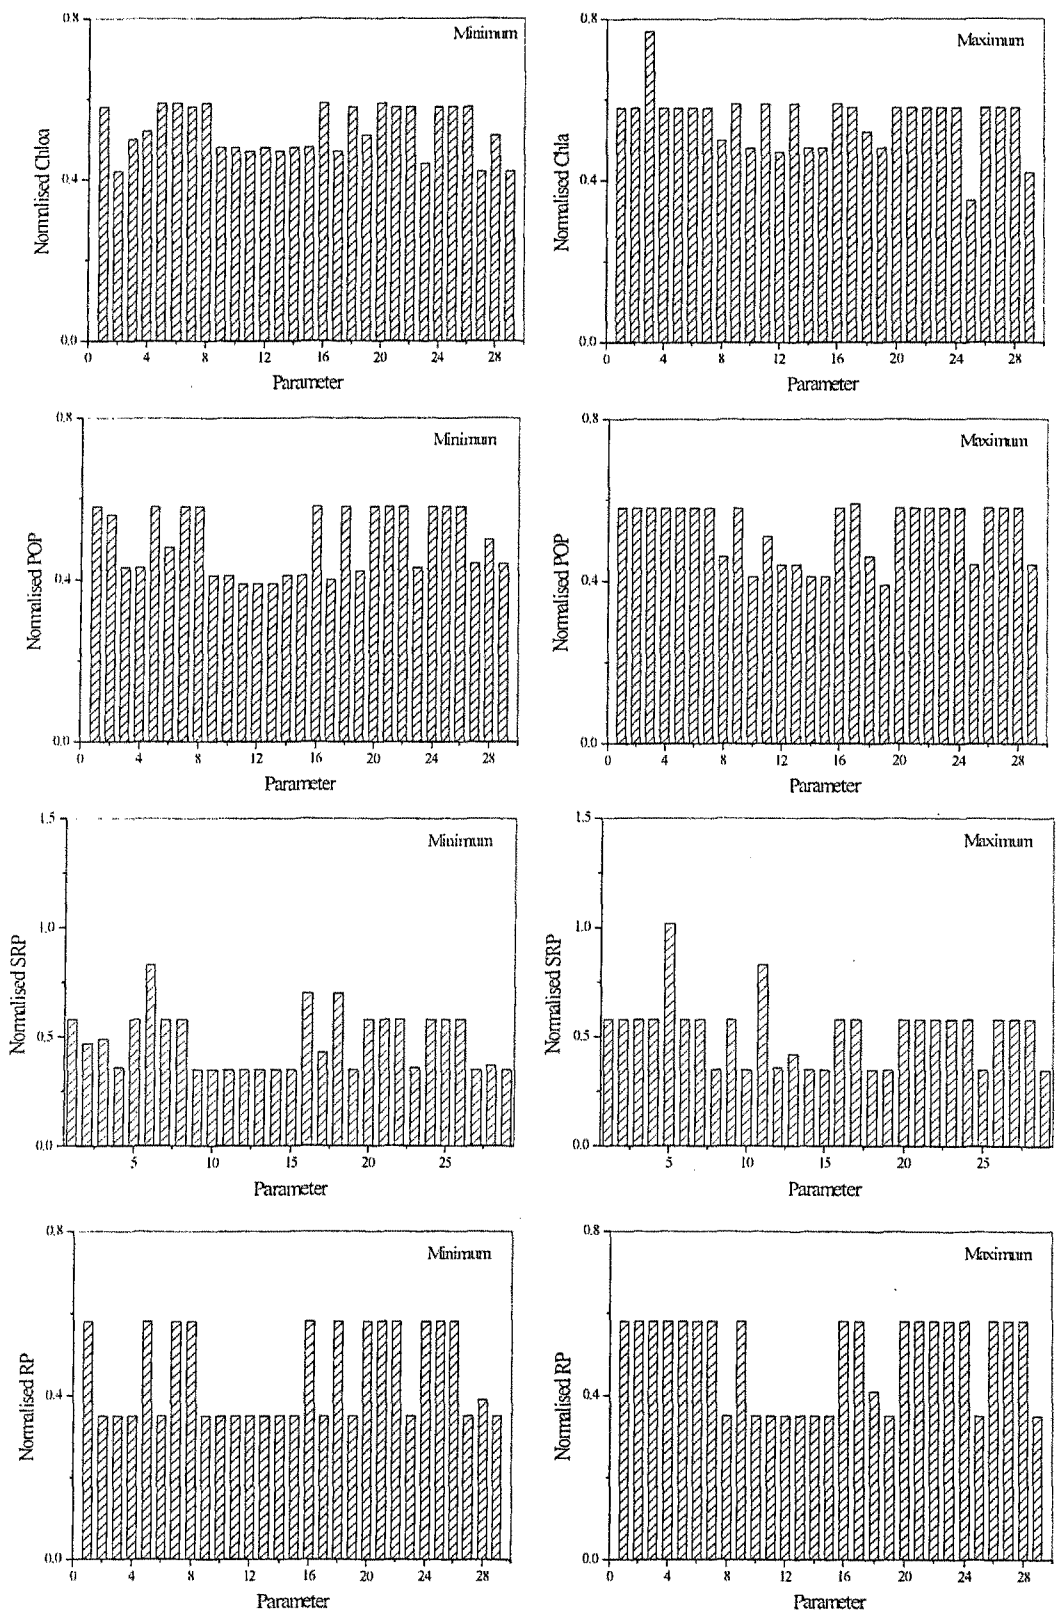 0.8
Minimum
Normalised Chloa
0.4
0.0
0 4 8 12 16 20 24 28
Parameter
0.8
Maximum
Normalised Chla
0.4
0.0
0 4 8 12 16 20 24 28
Parameter
0.8
Minimum
Normalised POP
0.4
0.0
0 4 8 12 16 20 24 28
Parameter
0.8
Maximum
Normalised POP
0.4
0.0
0 4 8 12 16 20 24 28
Parameter
1.5
Minimum
Normalised SRP
1.0
0.5
0.0
5 10 15 20 25
Parameter
1.5
Maximum
Normalised SRP
1.0
0.5
0.0
5 10 15 20 25
Parameter
0.8
Minimum
Normalised RP
0.4
0.0
0 4 8 12 16 20 24 28
Parameter
0.8
Maximum
Normalised RP
0.4
0.0
0 4 8 12 16 20 24 28
Parameter